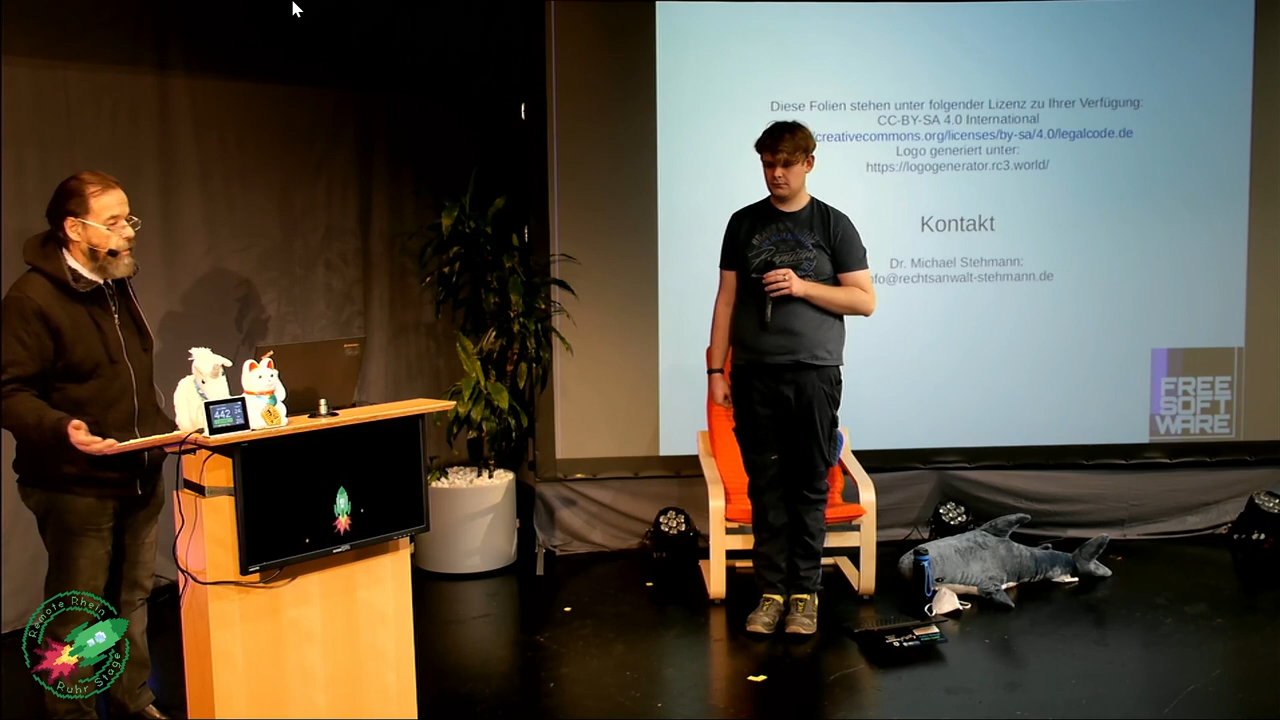 Diese Folien stehen unter folgender Lizenz zu Ihrer Verfügung:
CC-BY-SA 4.0 International
/creativecommons.org/licenses/by-sa/4.0/legalcode.de
Logo generiert unter:
https://logogenerator.rc3.world/
Kontakt
Dr. Michael Stehmann:
nfo@rechtsanwalt-stehmann.de
Premium
442
FREE
SOFT
WARE
Remote Rhein
Ruhr Stage